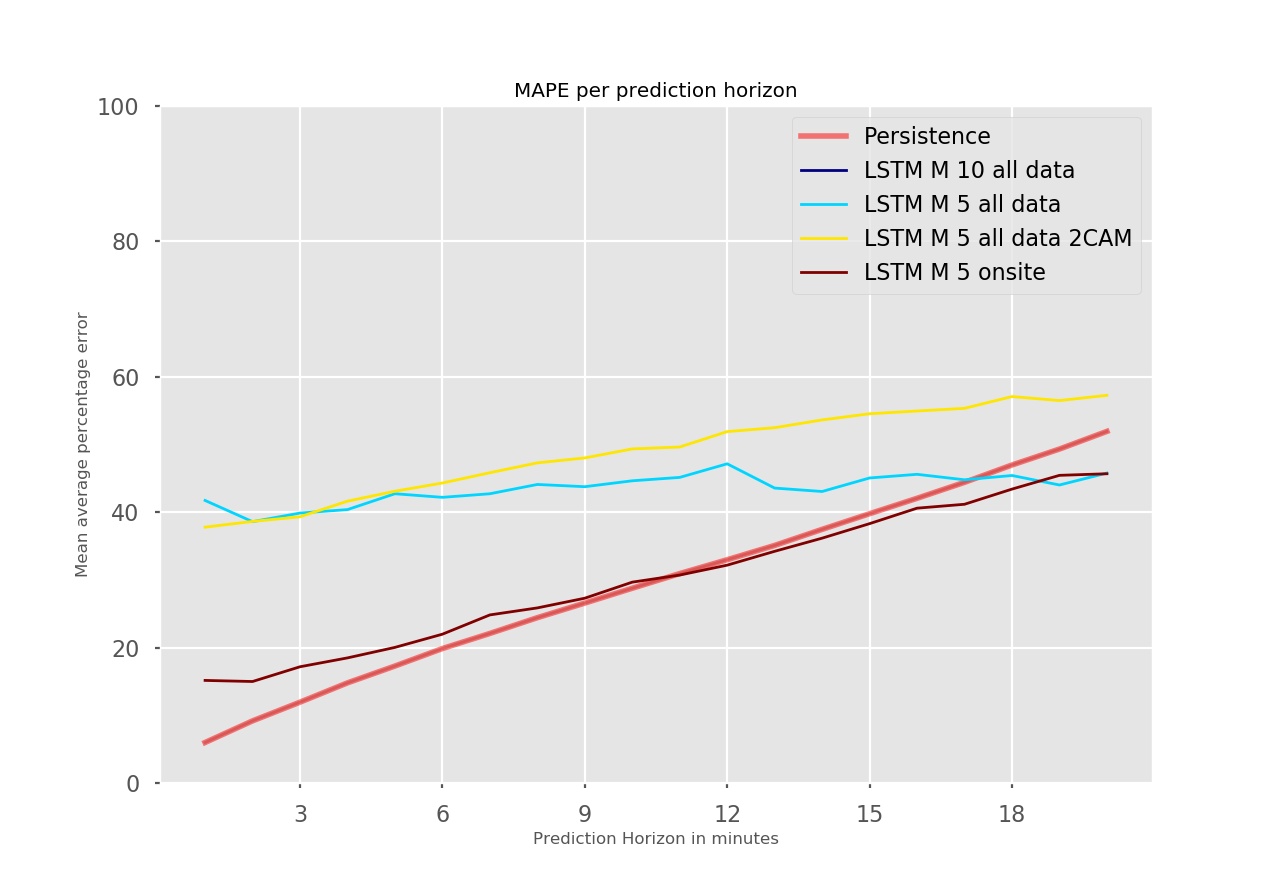 MAPE per prediction horizon
100
80
60
40
20
0
Mean average percentage error
Persistence
LSTM M 10 all data
LSTM M 5 all data
LSTM M 5 all data 2CAM
LSTM M 5 onsite
3 6 9 12 15 18
Prediction Horizon in minutes